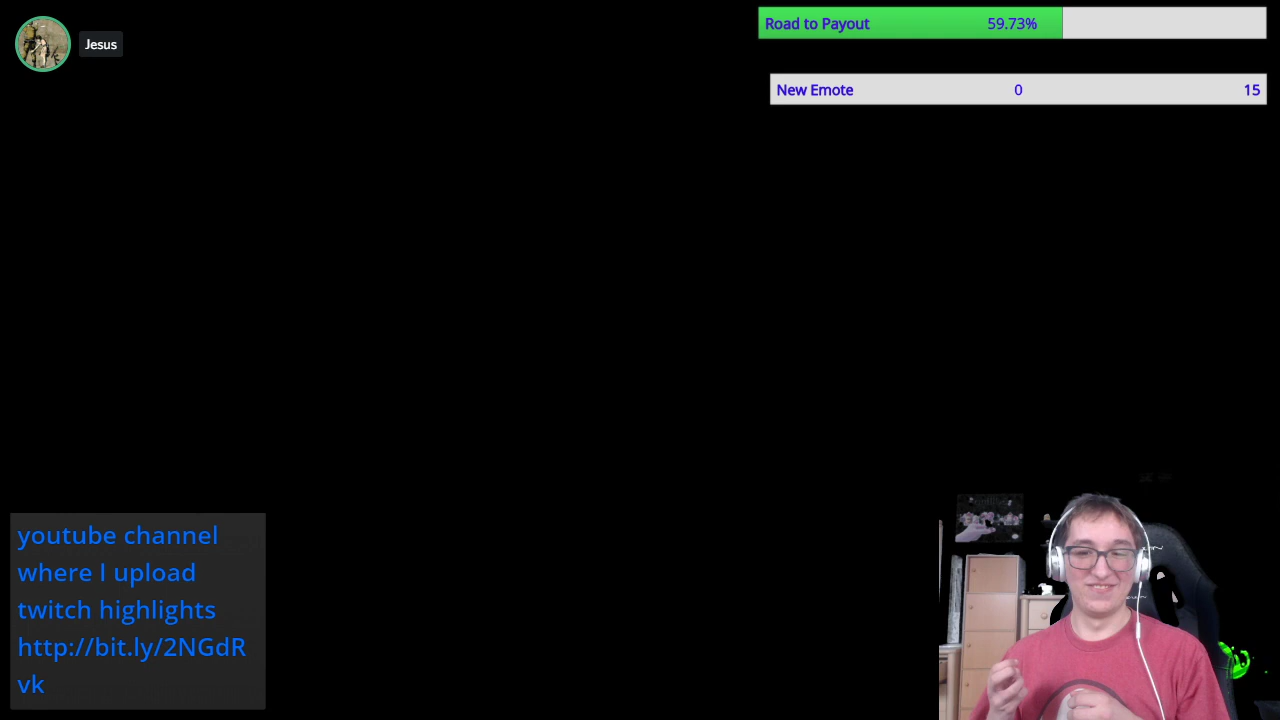 Jesus
Road to Payout 59.73%
New Emote 0 15
youtube channel
where I upload
twitch highlights
http://bit.ly/2NGdR
vk